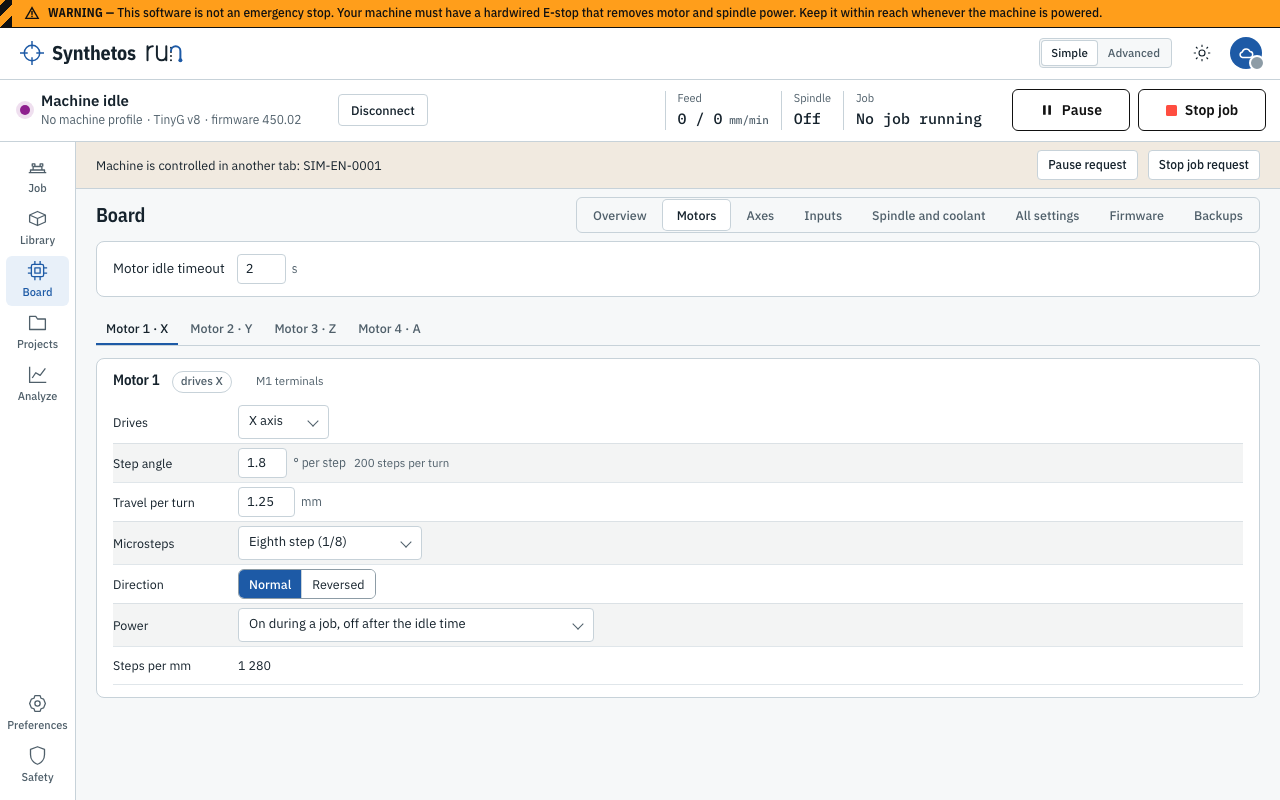 WARNING — This software is not an emergency stop. Your machine must have a hardwired E-stop that removes motor and spindle power. Keep it within reach whenever the machine is powered.
Synthetos run
Simple Advanced
Machine idle
No machine profile · TinyG v8 · firmware 450.02
Disconnect
Feed
0 / 0 mm/min
Spindle
Off
Job
No job running
Pause
Stop job
Job
Library
Board
Projects
Analyze
Preferences
Safety
Machine is controlled in another tab: SIM-EN-0001
Pause request Stop job request
Board
Overview Motors Axes Inputs Spindle and coolant All settings Firmware Backups
Motor idle timeout 2 s
Motor 1 · X Motor 2 · Y Motor 3 · Z Motor 4 · A
Motor 1 drives X M1 terminals
Drives X axis
Step angle 1.8 ° per step 200 steps per turn
Travel per turn 1.25 mm
Microsteps Eighth step (1/8)
Direction Normal Reversed
Power On during a job, off after the idle time
Steps per mm 1 280